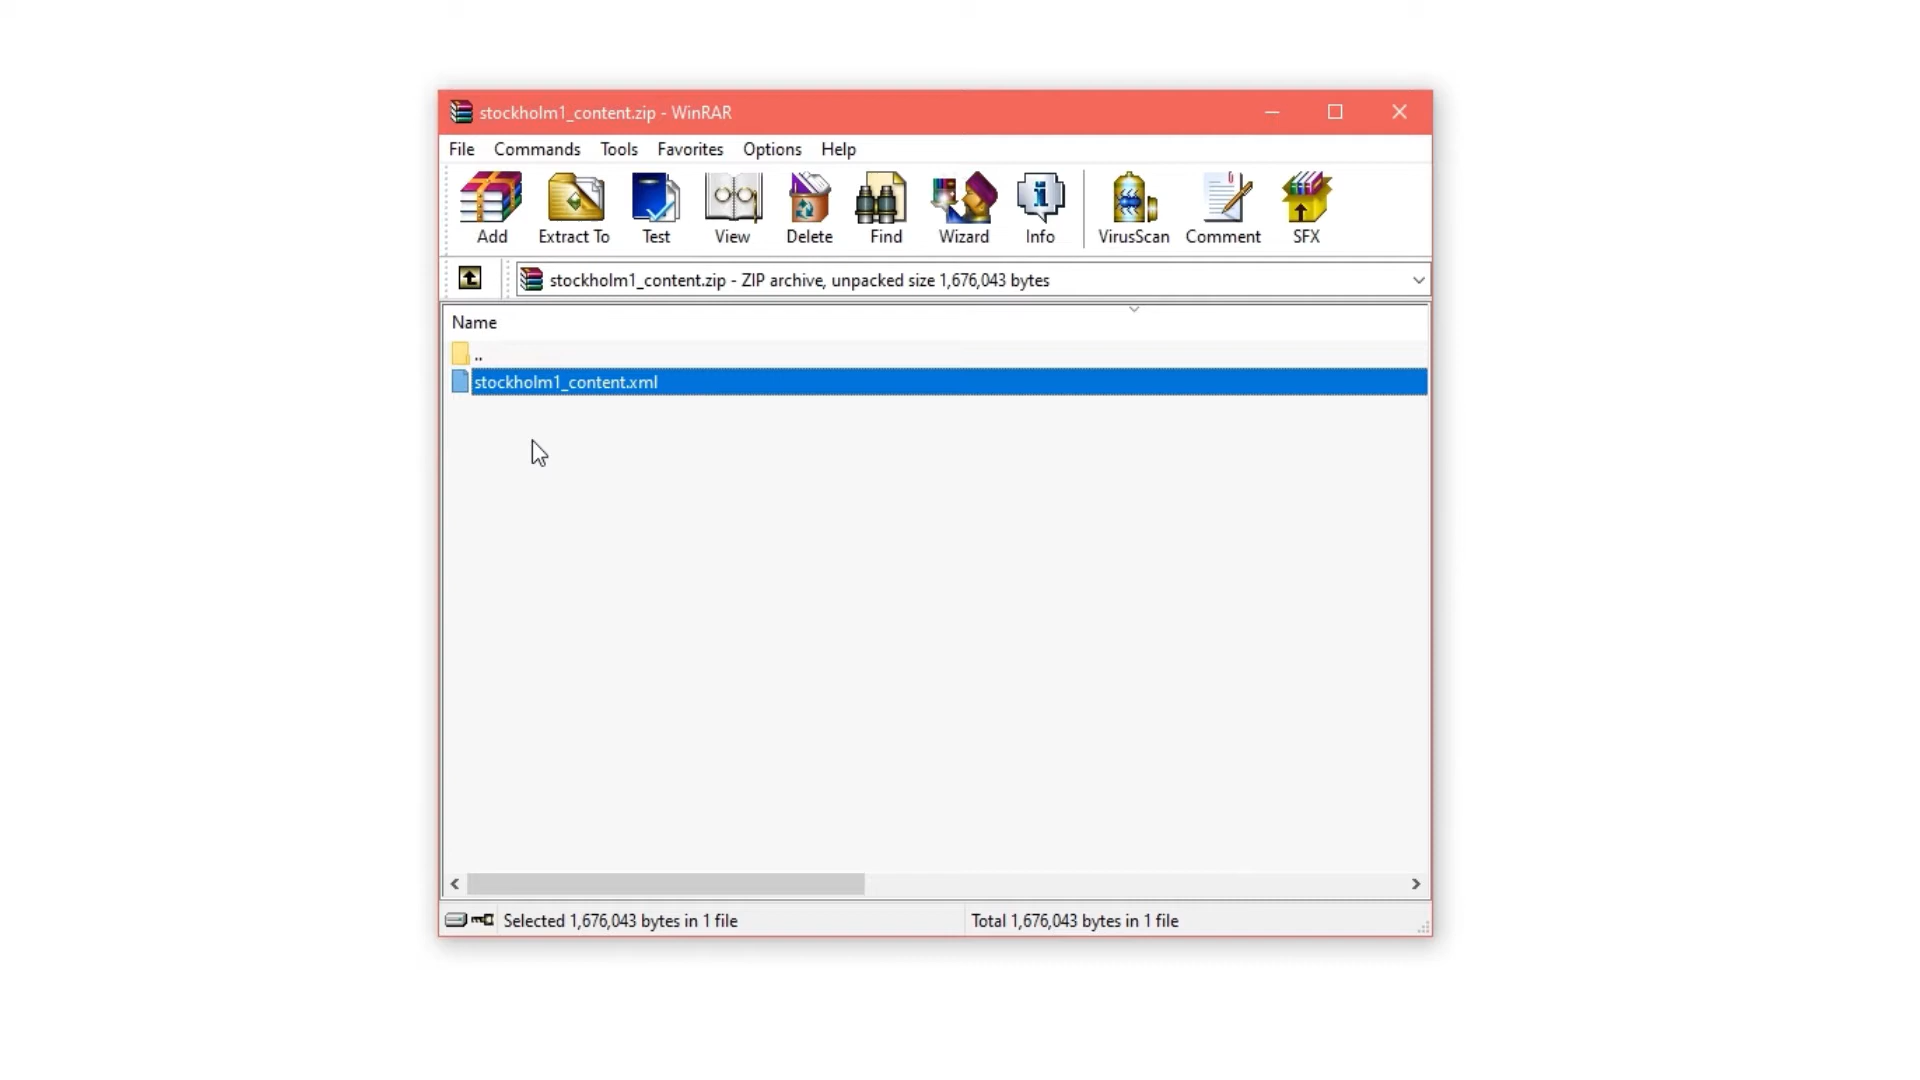 stockholm1_content.zip - WinRAR
File Commands Tools Favorites Options Help
Add Extract To Test View Delete Find Wizard Info VirusScan Comment SFX
stockholm1_content.zip - ZIP archive, unpacked size 1,676,043 bytes
Name
..
stockholm1_content.xml
Selected 1,676,043 bytes in 1 file Total 1,676,043 bytes in 1 file